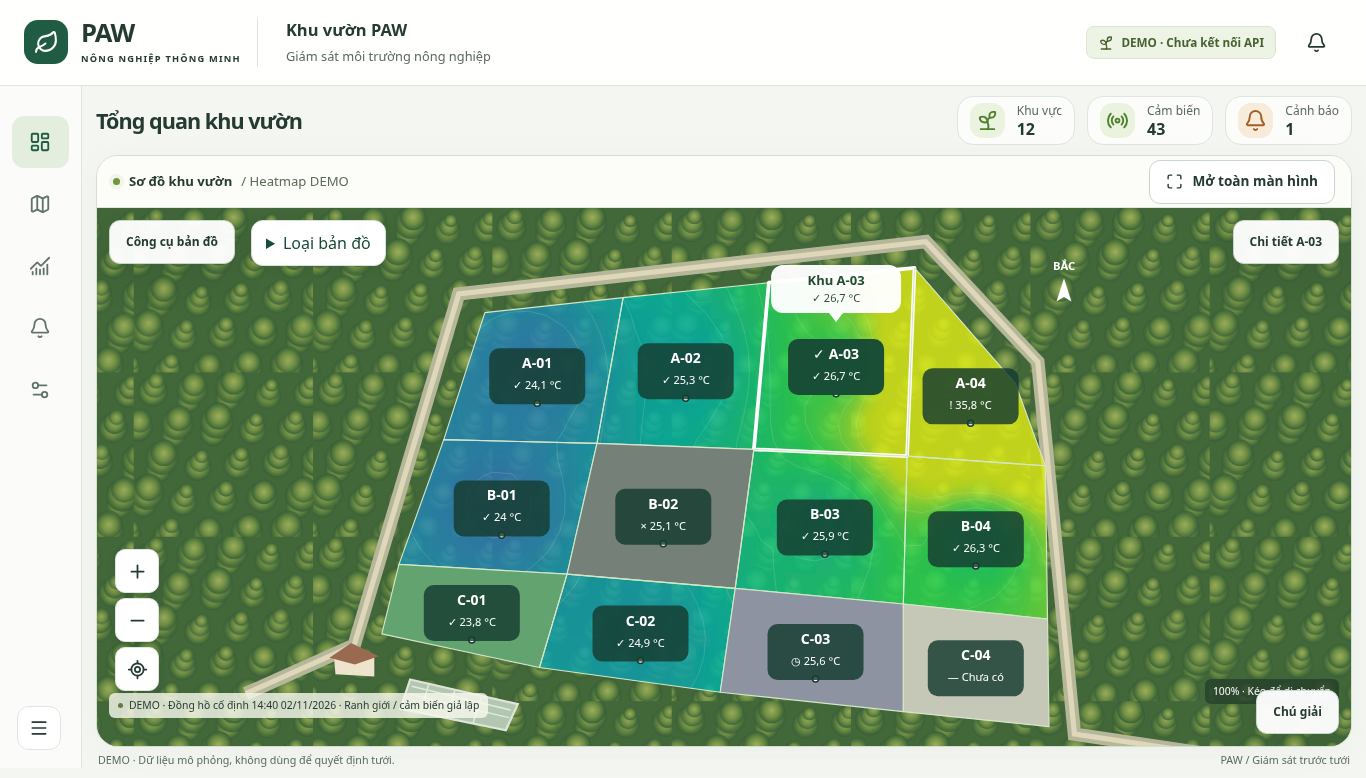 PAW
NÔNG NGHIỆP THÔNG MINH
Khu vườn PAW
Giám sát môi trường nông nghiệp
DEMO · Chưa kết nối API
Tổng quan khu vườn
Khu vực
12
Cảm biến
43
Cảnh báo
1
Sơ đồ khu vườn / Heatmap DEMO
Mở toàn màn hình
Công cụ bản đồ
▶ Loại bản đồ
Chi tiết A-03
BẮC
Khu A-03
✓ 26,7 °C
A-01
✓ 24,1 °C
A-02
✓ 25,3 °C
✓ A-03
✓ 26,7 °C
A-04
! 35,8 °C
B-01
✓ 24 °C
B-02
× 25,1 °C
B-03
✓ 25,9 °C
B-04
✓ 26,3 °C
C-01
✓ 23,8 °C
C-02
✓ 24,9 °C
C-03
◷ 25,6 °C
C-04
— Chưa có
+
−
DEMO · Đồng hồ cố định 14:40 02/11/2026 · Ranh giới / cảm biến giả lập
100% · Kéo để di chuyển
Chú giải
DEMO · Dữ liệu mô phỏng, không dùng để quyết định tưới.
PAW / Giám sát trước tưới